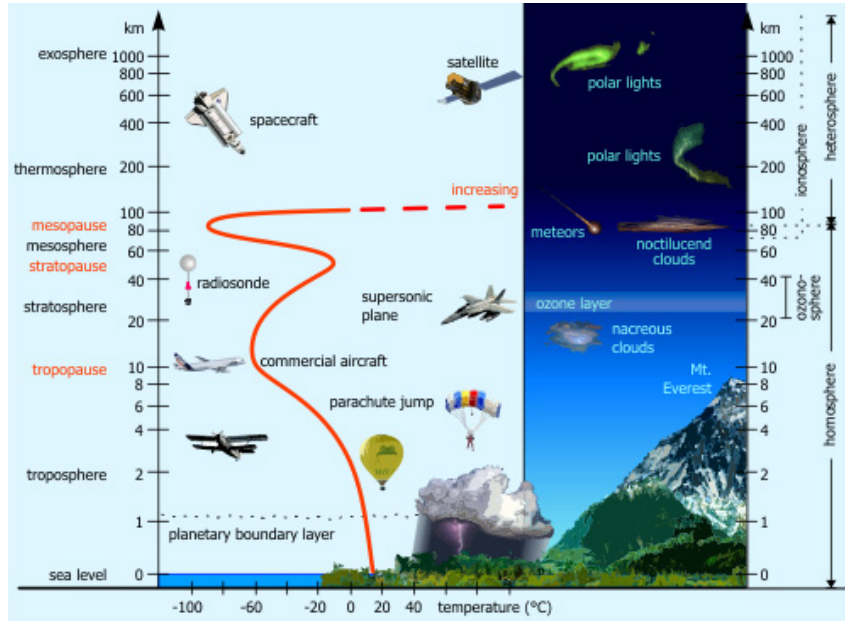 km
km
exosphere
1000
800
600
400
200
100
80
60
40
20
10
8
6
4
2
1
0
thermosphere
mesopause
mesosphere
stratopause
stratosphere
tropopause
troposphere
sea level
spacecraft
satellite
increasing
radiosonde
supersonic
plane
commercial aircraft
parachute jump
planetary boundary layer
polar lights
polar lights
meteors
noctilucend
clouds
ozone layer
nacreous
clouds
Mt.
Everest
1000
800
600
400
200
100
80
60
40
20
10
8
6
4
2
1
0
ionosphere
heterosphere
ozono-
sphere
homosphere
-100 -60 -20 0 20 40 temperature (°C)